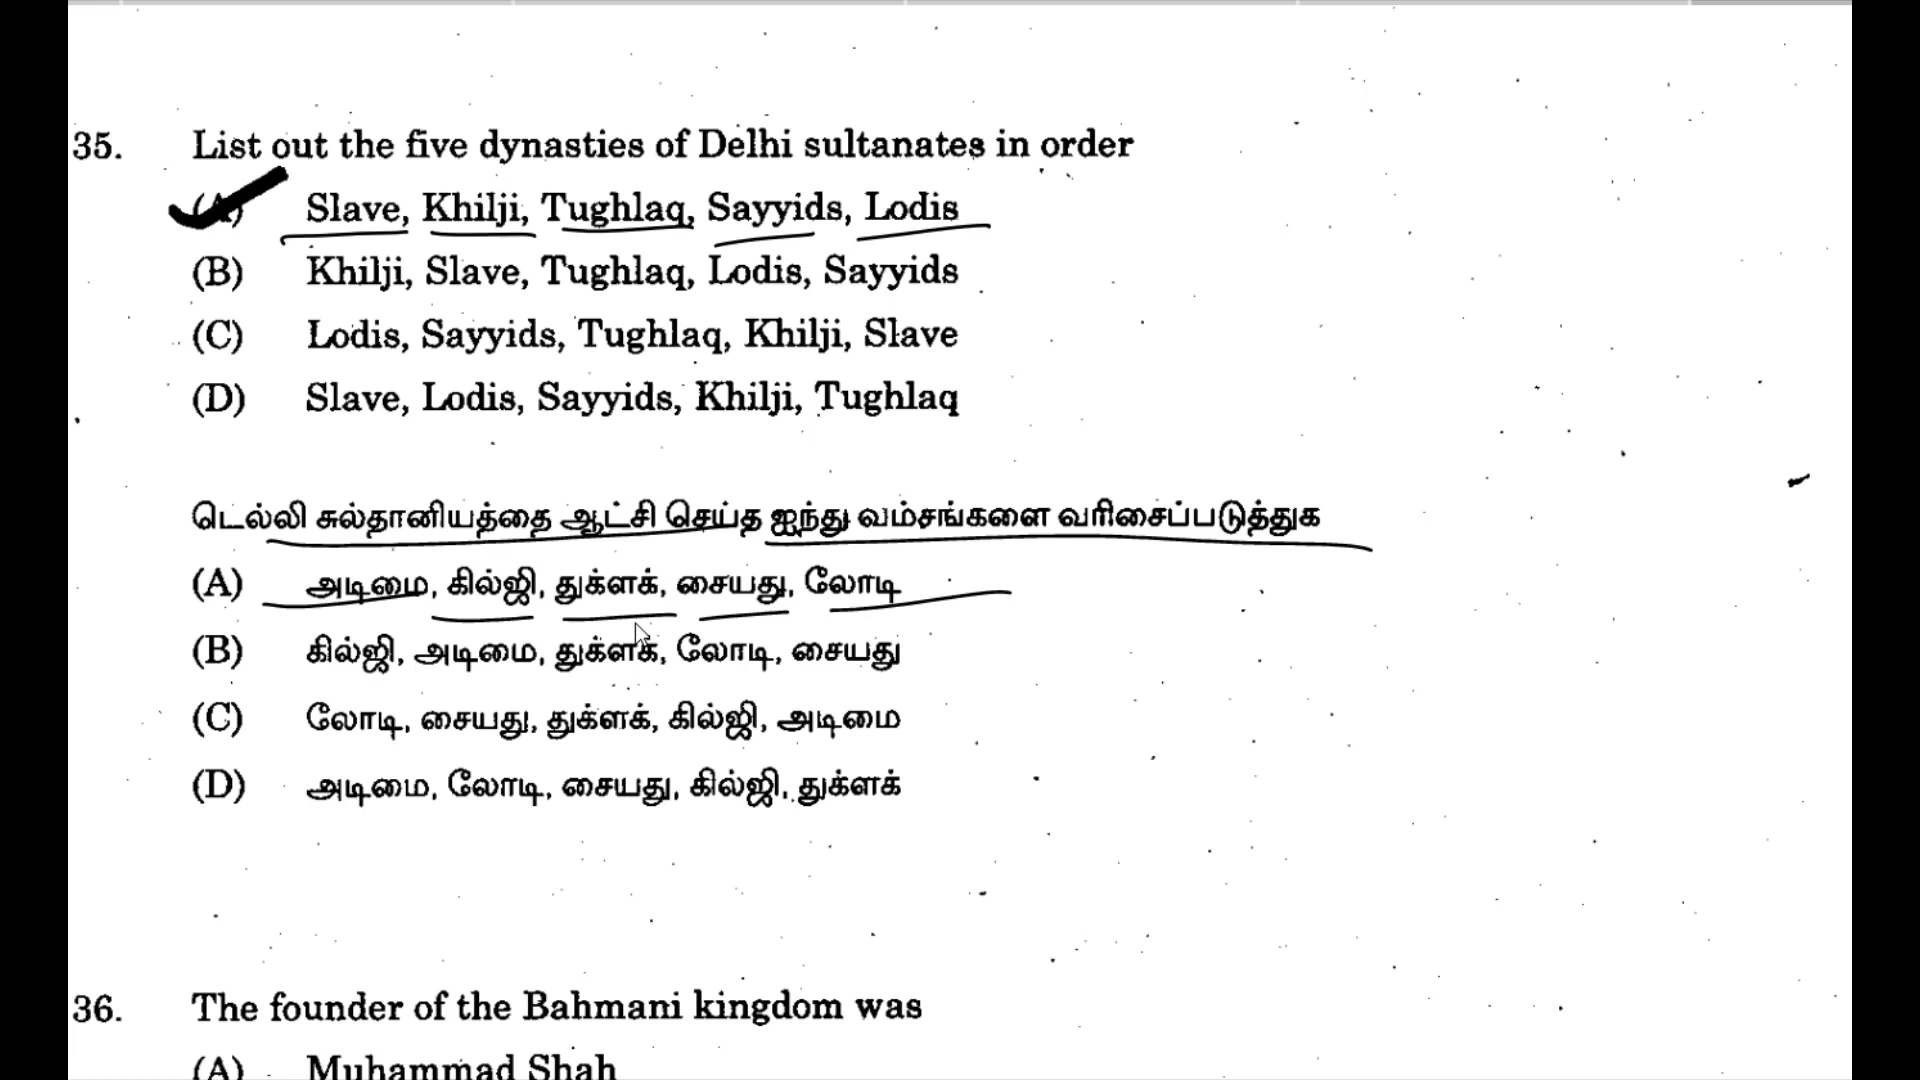 35. List out the five dynasties of Delhi sultanates in order
(A) Slave, Khilji, Tughlaq, Sayyids, Lodis
(B) Khilji, Slave, Tughlaq, Lodis, Sayyids
(C) Lodis, Sayyids, Tughlaq, Khilji, Slave
(D) Slave, Lodis, Sayyids, Khilji, Tughlaq
டெல்லி சுல்தானியத்தை ஆட்சி செய்த ஐந்து வம்சங்களை வரிசைப்படுத்துக
(A) அடிமை, கில்ஜி, துக்ளக், சையது, லோடி
(B) கில்ஜி, அடிமை, துக்ளக், லோடி, சையது
(C) லோடி, சையது, துக்ளக், கில்ஜி, அடிமை
(D) அடிமை, லோடி, சையது, கில்ஜி, துக்ளக்
36. The founder of the Bahmani kingdom was
(A) Muhammad Shah